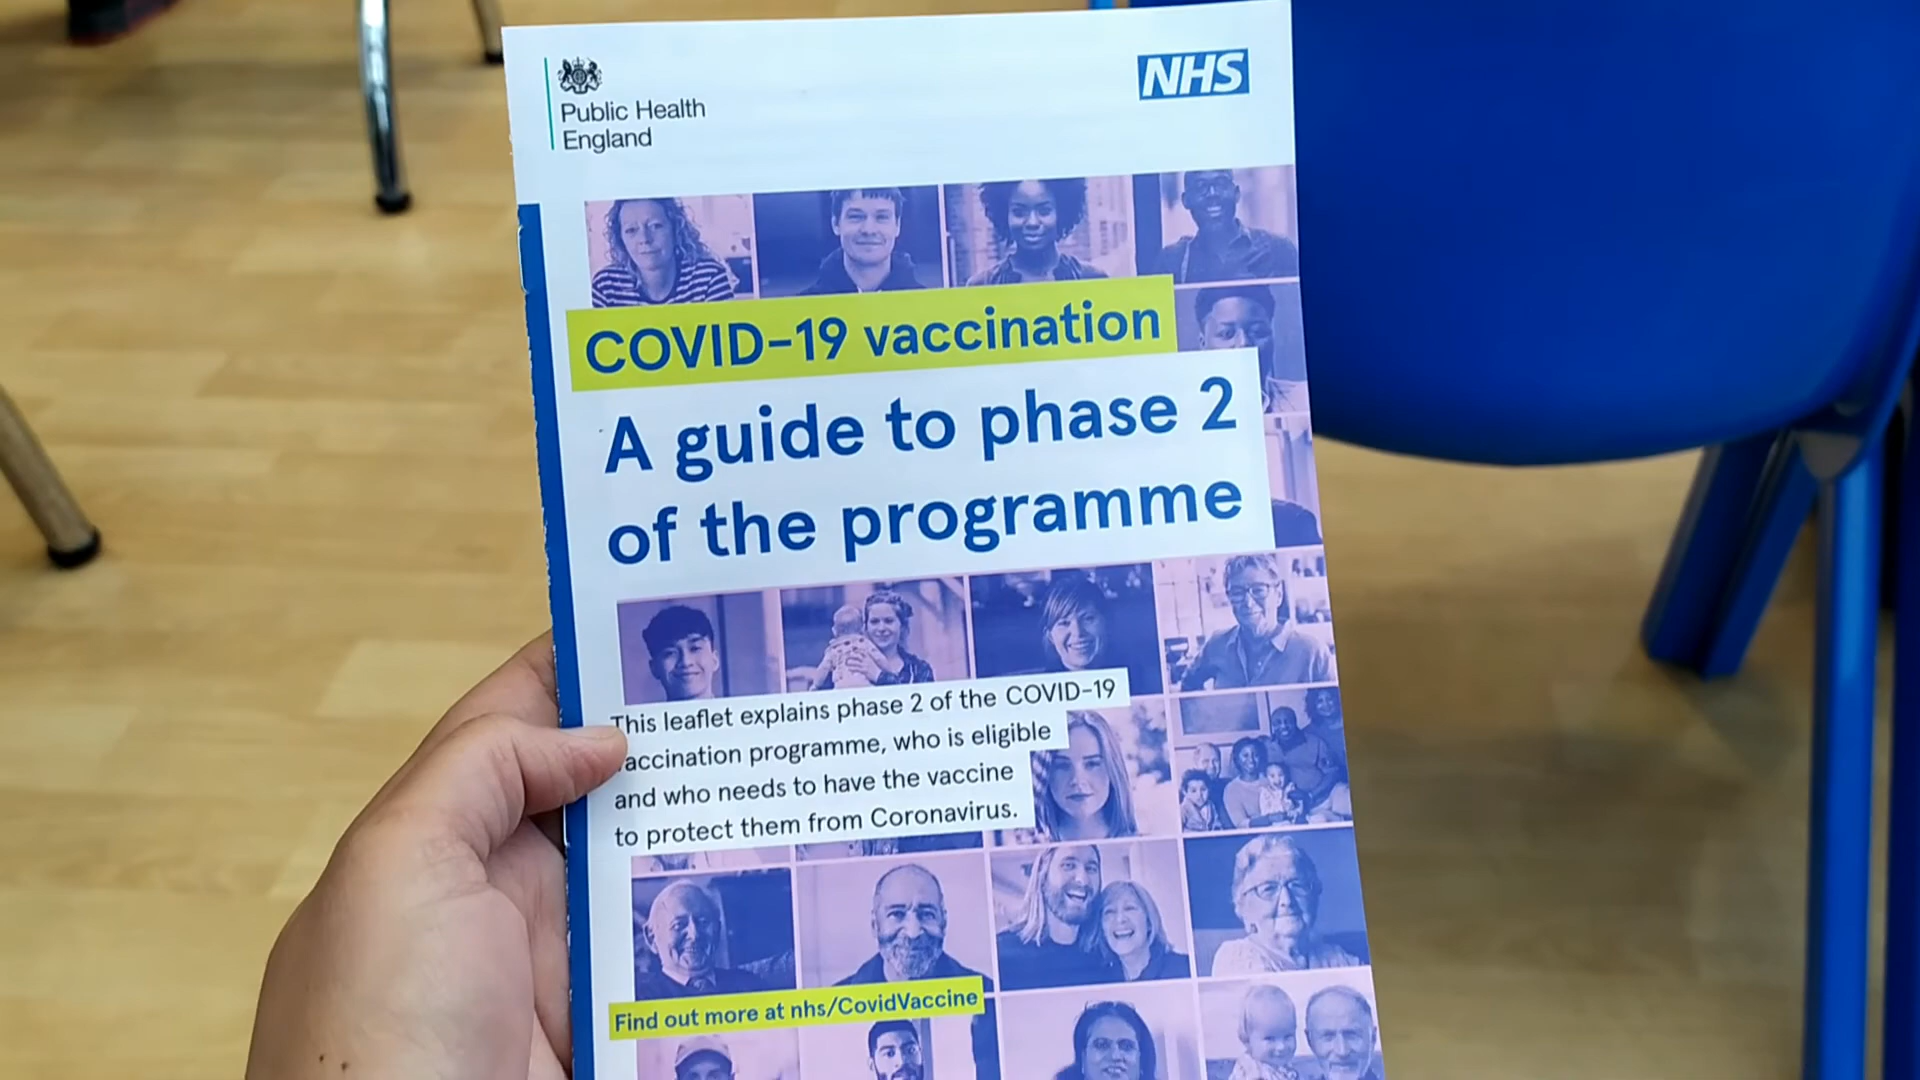 Public Health
England
NHS
COVID-19 vaccination
A guide to phase 2
of the programme
This leaflet explains phase 2 of the COVID-19
accination programme, who is eligible
and who needs to have the vaccine
to protect them from Coronavirus.
Find out more at nhs/CovidVaccine